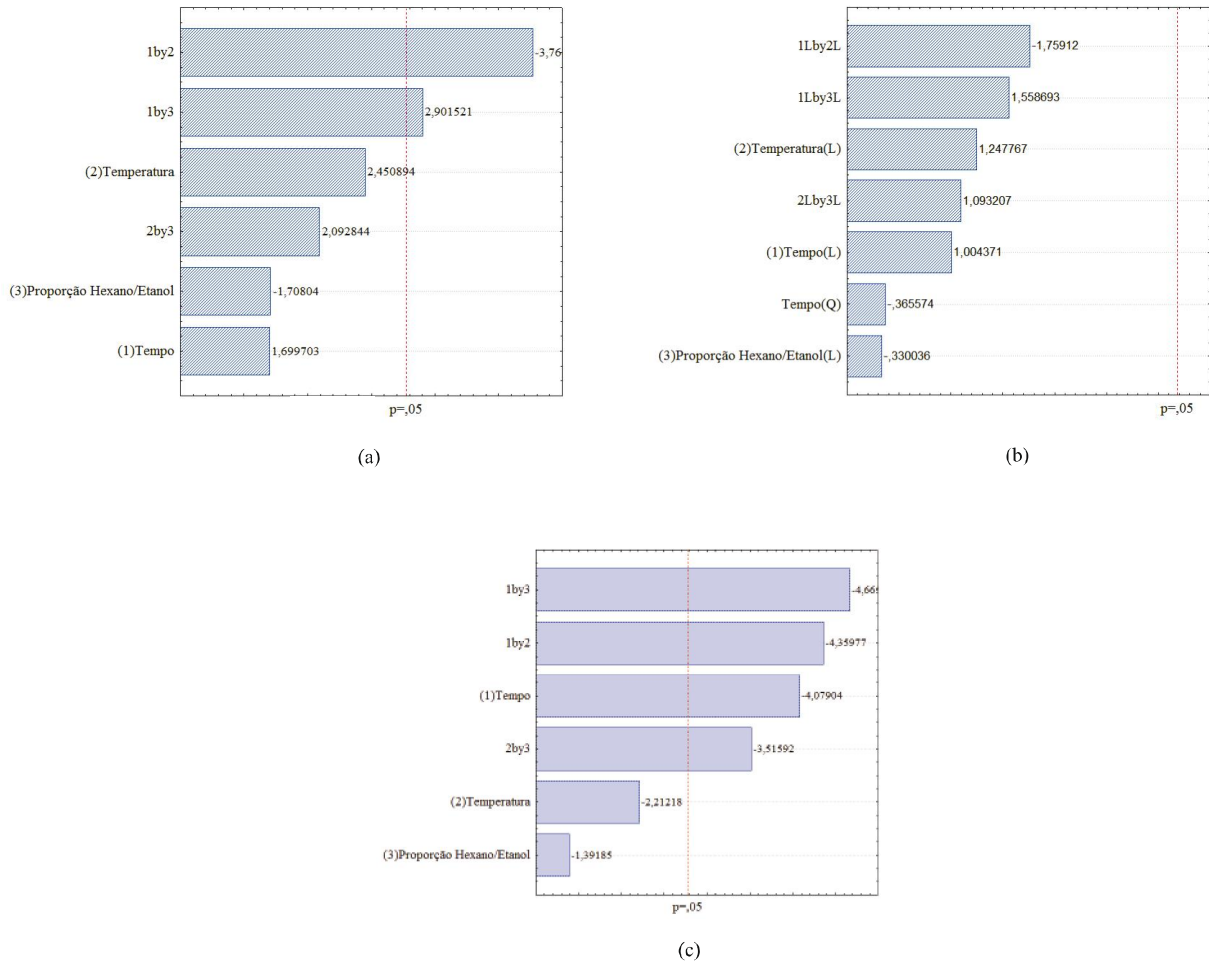 1by2
-3,76
1by3
2,901521
(2)Temperatura
2,450894
2by3
2,092844
(3)Proporção Hexano/Etanol
-1,70804
(1)Tempo
1,699703
p=,05
(a)
1Lby2L
-1,75912
1Lby3L
1,558693
(2)Temperatura(L)
1,247767
2Lby3L
1,093207
(1)Tempo(L)
1,004371
Tempo(Q)
-,365574
(3)Proporção Hexano/Etanol(L)
-,330036
p=,05
(b)
1by3
-4,669
1by2
-4,35977
(1)Tempo
-4,07904
2by3
-3,51592
(2)Temperatura
-2,21218
(3)Proporção Hexano/Etanol
-1,39185
p=,05
(c)